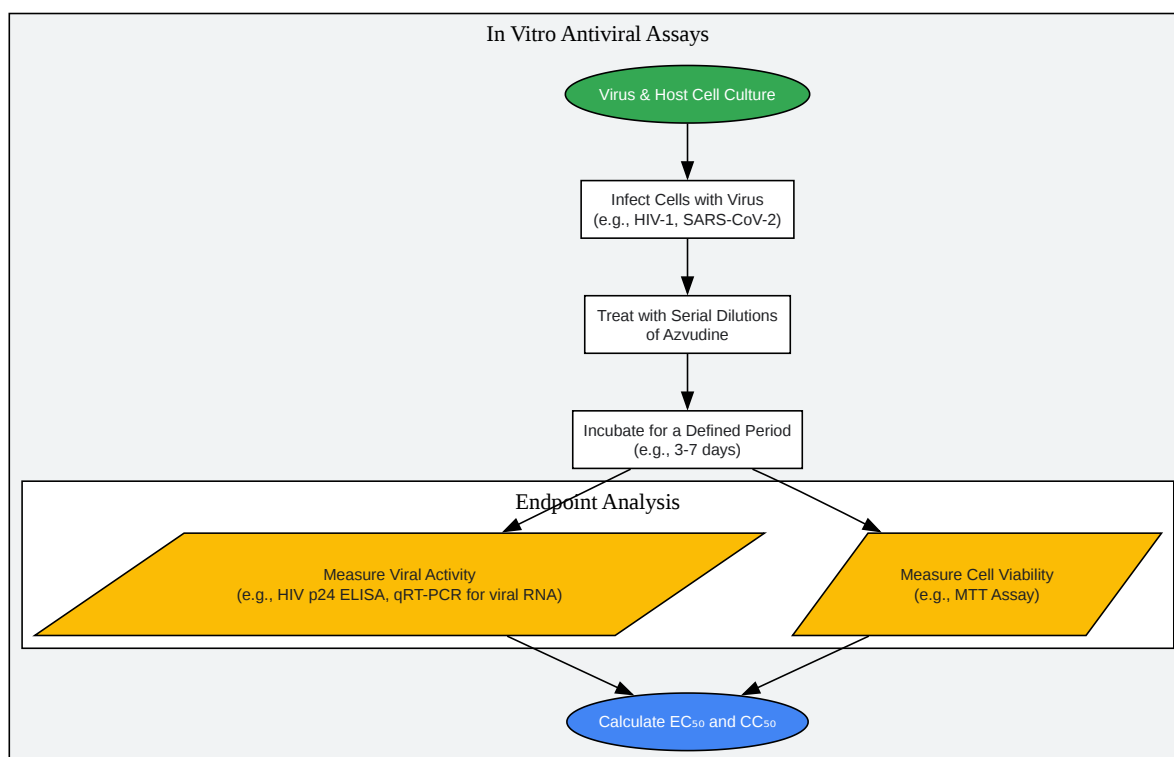 In Vitro Antiviral Assays
Virus & Host Cell Culture
Infect Cells with Virus
(e.g., HIV-1, SARS-CoV-2)
Treat with Serial Dilutions
of Azvudine
Incubate for a Defined Period
(e.g., 3-7 days)
Endpoint Analysis
Measure Viral Activity
(e.g., HIV p24 ELISA, qRT-PCR for viral RNA)
Measure Cell Viability
(e.g., MTT Assay)
Calculate EC₅₀ and CC₅₀